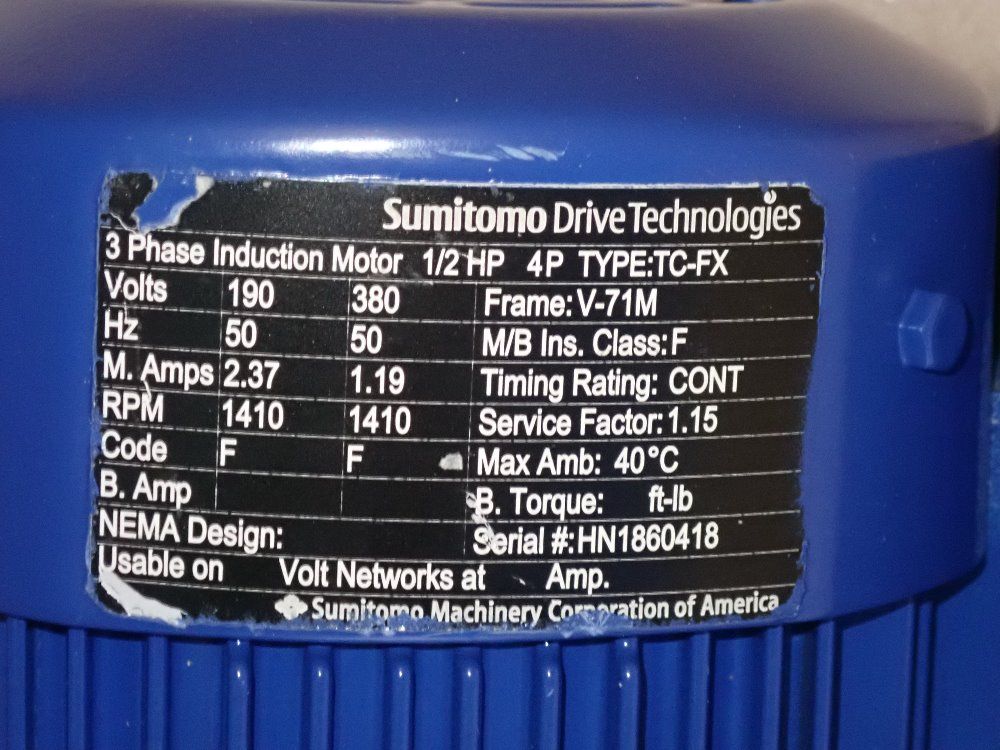 Sumitomo Drive Technologies
3 Phase Induction Motor 1/2 HP 4P TYPE:TC-FX
Volts 190 380 Frame:V-71M
Hz 50 50 M/B Ins. Class:F
M. Amps 2.37 1.19 Timing Rating: CONT
RPM 1410 1410 Service Factor:1.15
Code F F Max Amb: 40°C
B. Amp B. Torque: ft-lb
NEMA Design: Serial #:HN1860418
Usable on Volt Networks at Amp.
Sumitomo Machinery Corporation of America